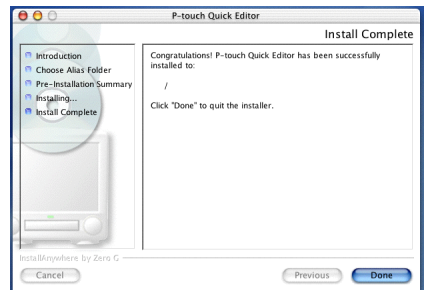 P-touch Quick Editor
Install Complete
Introduction
Choose Alias Folder
Pre-Installation Summary
Installing...
Install Complete
Congratulations! P-touch Quick Editor has been successfully
installed to:
/
Click "Done" to quit the installer.
InstallAnywhere by Zero G
Cancel
Previous
Done